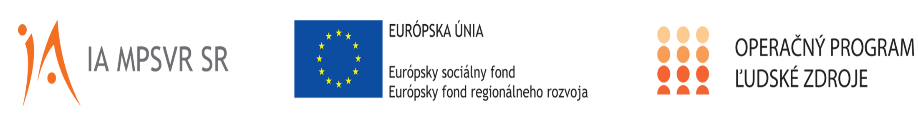 IA MPSVR SR
EURÓPSKA ÚNIA
Európsky sociálny fond
Európsky fond regionálneho rozvoja
OPERAČNÝ PROGRAM
ĽUDSKÉ ZDROJE